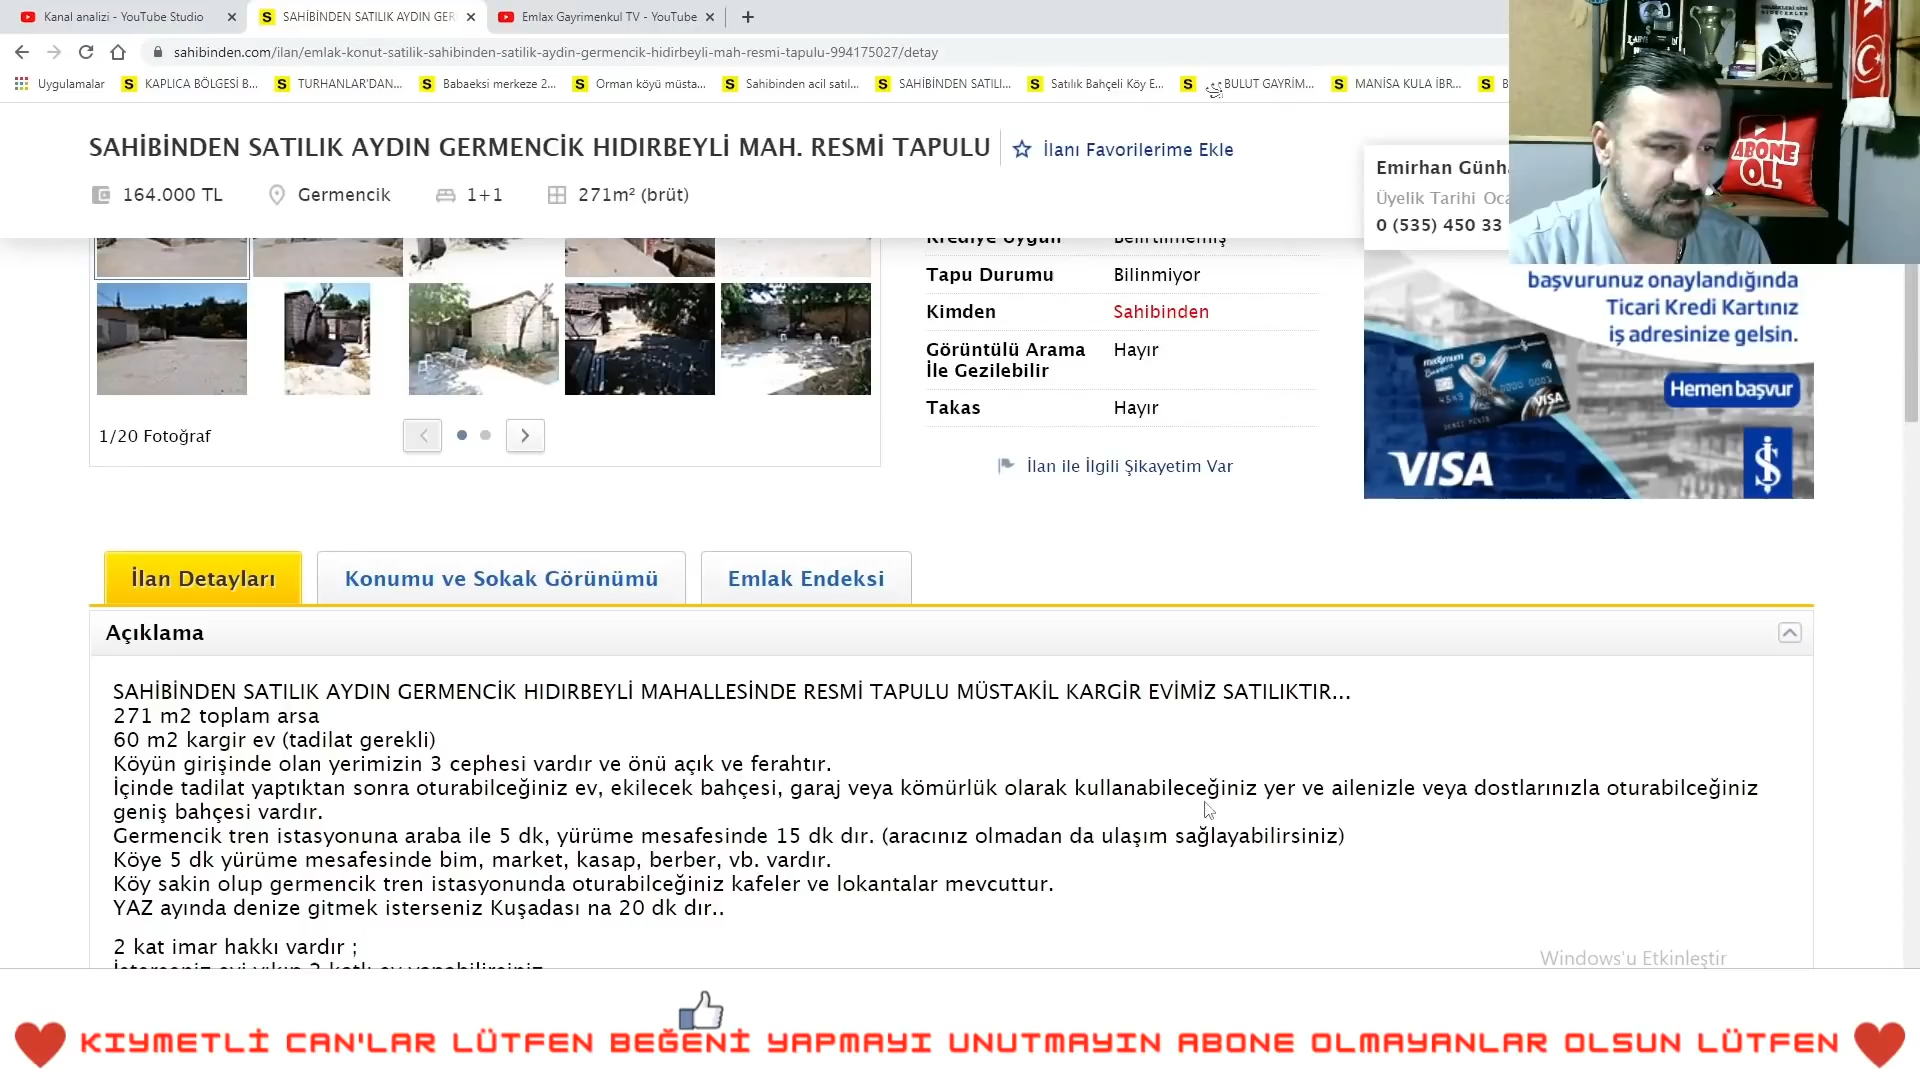 Kanal analizi - YouTube Studio
SAHİBİNDEN SATILIK AYDIN GER
Emlax Gayrimenkul TV - YouTube
sahibinden.com/ilan/emlak-konut-satilik-sahibinden-satilik-aydin-germencik-hidirbeyli-mah-resmi-tapulu-994175027/detay
Uygulamalar
KAPLICA BÖLGESİ B...
TURHANLAR'DAN...
Babaeksi merkeze 2...
Orman köyü müsta...
Sahibinden acil satıl...
SAHİBİNDEN SATILI...
Satılık Bahçeli Köy E...
BULUT GAYRİM...
MANİSA KULA İBR...
SAHİBİNDEN SATILIK AYDIN GERMENCİK HIDIRBEYLİ MAH. RESMİ TAPULU
İlanı Favorilerime Ekle
164.000 TL
Germencik
1+1
271m² (brüt)
Emirhan Günha
Üyelik Tarihi Oca
0 (535) 450 33
ABONE
OL
Krediye Uygun Belirtilmemiş
Tapu Durumu Bilinmiyor
Kimden Sahibinden
Görüntülü Arama Hayır
İle Gezilebilir
Takas Hayır
İlan ile İlgili Şikayetim Var
1/20 Fotoğraf
başvurunuz onaylandığında
Ticari Kredi Kartınız
iş adresinize gelsin.
Hemen başvur
VISA
VISA
İlan Detayları
Konumu ve Sokak Görünümü
Emlak Endeksi
Açıklama
SAHİBİNDEN SATILIK AYDIN GERMENCİK HIDIRBEYLİ MAHALLESİNDE RESMİ TAPULU MÜSTAKİL KARGİR EVİMİZ SATILIKTIR...
271 m2 toplam arsa
60 m2 kargir ev (tadilat gerekli)
Köyün girişinde olan yerimizin 3 cephesi vardır ve önü açık ve ferahtır.
İçinde tadilat yaptıktan sonra oturabilceğiniz ev, ekilecek bahçesi, garaj veya kömürlük olarak kullanabileceğiniz yer ve ailenizle veya dostlarınızla oturabilceğiniz
geniş bahçesi vardır.
Germencik tren istasyonuna araba ile 5 dk, yürüme mesafesinde 15 dk dır. (aracınız olmadan da ulaşım sağlayabilirsiniz)
Köye 5 dk yürüme mesafesinde bim, market, kasap, berber, vb. vardır.
Köy sakin olup germencik tren istasyonunda oturabilceğiniz kafeler ve lokantalar mevcuttur.
YAZ ayında denize gitmek isterseniz Kuşadası na 20 dk dır..
2 kat imar hakkı vardır ;
Windows'u Etkinleştir
KIYMETLİ CAN'LAR LÜTFEN BEĞENİ YAPMAYI UNUTMAYIN ABONE OLMAYANLAR OLSUN LÜTFEN